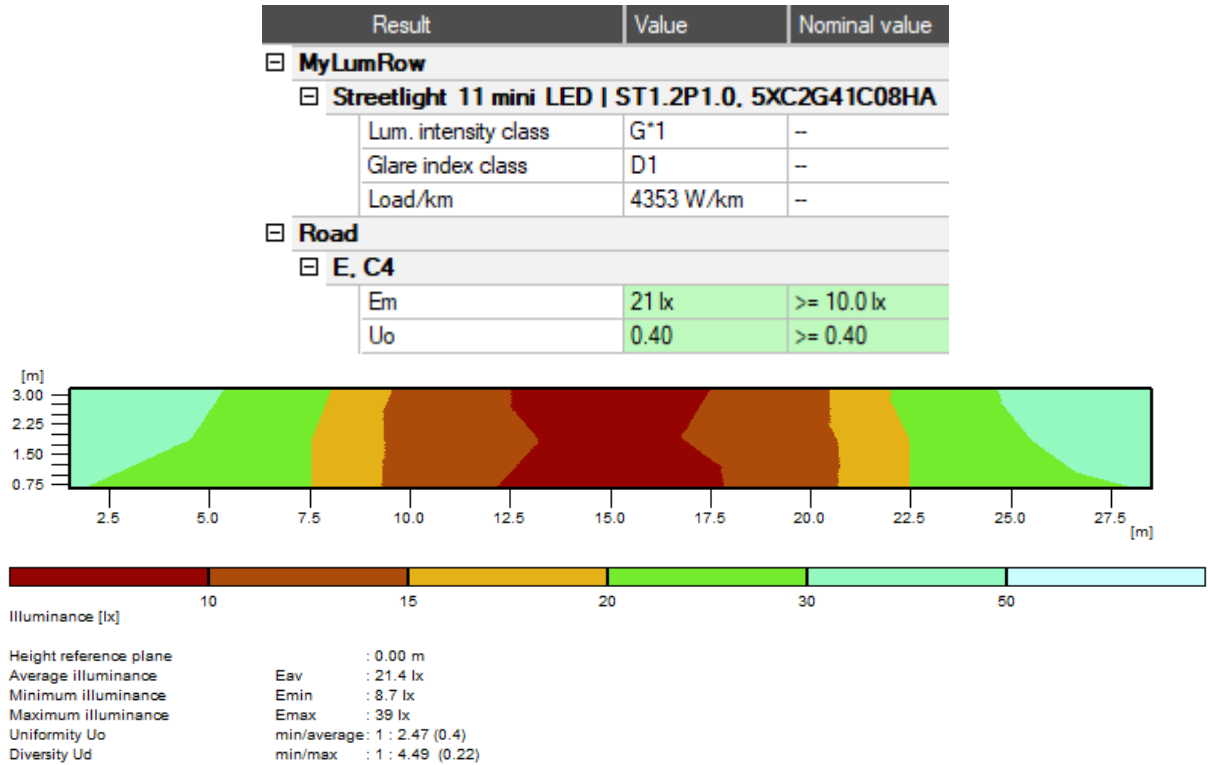 Result Value Nominal value
MyLumRow
Streetlight 11 mini LED | ST1.2P1.0, 5XC2G41C08HA
Lum. intensity class G*1 --
Glare index class D1 --
Load/km 4353 W/km --
Road
E, C4
Em 21 lx >= 10.0 lx
Uo 0.40 >= 0.40
[m]
3.00
2.25
1.50
0.75
2.5 5.0 7.5 10.0 12.5 15.0 17.5 20.0 22.5 25.0 27.5
[m]
10 15 20 30 50
Illuminance [lx]
Height reference plane : 0.00 m
Average illuminance Eav : 21.4 lx
Minimum illuminance Emin : 8.7 lx
Maximum illuminance Emax : 39 lx
Uniformity Uo min/average : 1 : 2.47 (0.4)
Diversity Ud min/max : 1 : 4.49 (0.22)